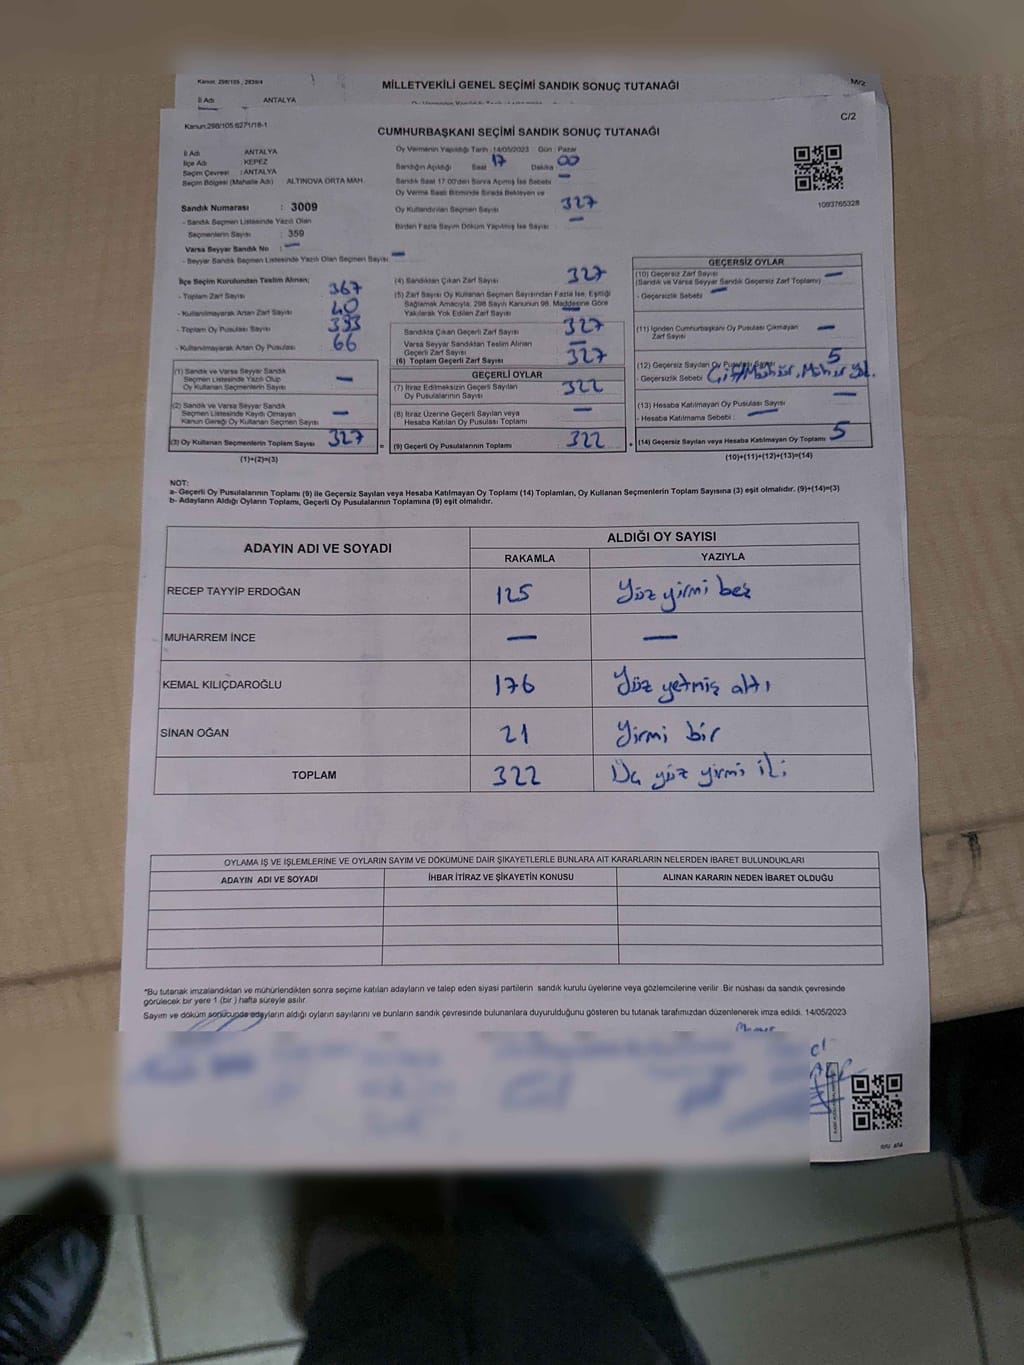 Kanun, 298/105, 2839/4
MİLLETVEKİLİ GENEL SEÇİMİ SANDIK SONUÇ TUTANAĞI
İl Adı ANTALYA
C/2
Kanun:298/105 6271/18-1
CUMHURBAŞKANI SEÇİMİ SANDIK SONUÇ TUTANAĞI
İl Adı : ANTALYA
İlçe Adı : KEPEZ
Seçim Çevresi : ANTALYA
Seçim Bölgesi (Mahalle Adı) : ALTINOVA ORTA MAH.
Sandık Numarası : 3009
- Sandık Seçmen Listesinde Yazılı Olan
Seçmenlerin Sayısı : 359
Varsa Seyyar Sandık No : —
- Seyyar Sandık Seçmen Listesinde Yazılı Olan Seçmen Sayısı : —
Oy Vermenin Yapıldığı Tarih : 14/05/2023 Gün : Pazar
Sandığın Açıldığı Saat 17 Dakika 00
Sandık Saat 17.00'den Sonra Açılmış İse Sebebi : —
Oy Verme Saati Bitiminde Sırada Bekleyen ve
Oy Kullandırılan Seçmen Sayısı : 327
Birden Fazla Sayım Döküm Yapılmış İse Sayısı : —
1093765328
İlçe Seçim Kurulundan Teslim Alınan;
- Toplam Zarf Sayısı : 367
- Kullanılmayarak Artan Zarf Sayısı : 40
- Toplam Oy Pusulası Sayısı : 393
- Kullanılmayarak Artan Oy Pusulası : 66
(1) Sandık ve Varsa Seyyar Sandık
Seçmen Listesinde Yazılı Olup
Oy Kullanan Seçmenlerin Sayısı : —
(2) Sandık ve Varsa Seyyar Sandık
Seçmen Listesinde Kaydı Olmayan
Kanun Gereği Oy Kullanan Seçmen Sayısı : —
(3) Oy Kullanan Seçmenlerin Toplam Sayısı : 327
(1)+(2)=(3)
(4) Sandıktan Çıkan Zarf Sayısı : 327
(5) Zarf Sayısı Oy Kullanan Seçmen Sayısından Fazla İse, Eşitliği
Sağlamak Amacıyla; 298 Sayılı Kanunun 98. Maddesine Göre
Yakılarak Yok Edilen Zarf Sayısı : —
Sandıkta Çıkan Geçerli Zarf Sayısı : 327
Varsa Seyyar Sandıktan Teslim Alınan
Geçerli Zarf Sayısı : —
(6) Toplam Geçerli Zarf Sayısı : 327
GEÇERLİ OYLAR
(7) İtiraz Edilmeksizin Geçerli Sayılan
Oy Pusulasının Sayısı : 322
(8) İtiraz Üzerine Geçerli Sayılan veya
Hesaba Katılan Oy Pusulası Toplamı : —
(9) Geçerli Oy Pusulalarının Toplamı : 322
GEÇERSİZ OYLAR
(10) Geçersiz Zarf Sayısı : —
(Sandık ve Varsa Seyyar Sandık Geçersiz Zarf Toplamı)
- Geçersizlik Sebebi : —
(11) İçinden Cumhurbaşkanı Oy Pusulası Çıkmayan
Zarf Sayısı : —
(12) Geçersiz Sayılan Oy Pusulası Sayısı : 5
- Geçersizlik Sebebi :
(13) Hesaba Katılmayan Oy Pusulası Sayısı : —
- Hesaba Katılmama Sebebi : —
(14) Geçersiz Sayılan veya Hesaba Katılmayan Oy Toplamı : 5
(10)+(11)+(12)+(13)=(14)
NOT:
a- Geçerli Oy Pusulalarının Toplamı (9) ile Geçersiz Sayılan veya Hesaba Katılmayan Oy Toplamı (14) Toplamları, Oy Kullanan Seçmenlerin Toplam Sayısına (3) eşit olmalıdır. (9)+(14)=(3)
b- Adayların Aldığı Oyların Toplamı, Geçerli Oy Pusulalarının Toplamına (9) eşit olmalıdır.
ADAYIN ADI VE SOYADI ALDIĞI OY SAYISI
RAKAMLA YAZIYLA
RECEP TAYYİP ERDOĞAN 125 Yüz yirmi beş
MUHARREM İNCE — —
KEMAL KILIÇDAROĞLU 176 Yüz yetmiş altı
SİNAN OĞAN 21 Yirmi bir
TOPLAM 322 Üç yüz yirmi iki
OYLAMA İŞ VE İŞLEMLERİNE VE OYLARIN SAYIM VE DÖKÜMÜNE DAİR ŞİKAYETLERLE BUNLARA AİT KARARLARIN NELERDEN İBARET BULUNDUKLARI
ADAYIN ADI VE SOYADI İHBAR İTİRAZ VE ŞİKAYETİN KONUSU ALINAN KARARIN NEDEN İBARET OLDUĞU
*Bu tutanak imzalandıktan ve mühürlendikten sonra seçime katılan adayların ve talep eden siyasi partilerin sandık kurulu üyelerine veya gözlemcilerine verilir. Bir nüshası da sandık çevresinde
görülecek bir yere 1 (bir) hafta süreyle asılır.
Sayım ve döküm sonucunda adayların aldığı oyların sayılarını ve bunların sandık çevresinde bulunanlara duyurulduğunu gösteren bu tutanak tarafımızdan düzenlenerek imza edildi. 14/05/2023